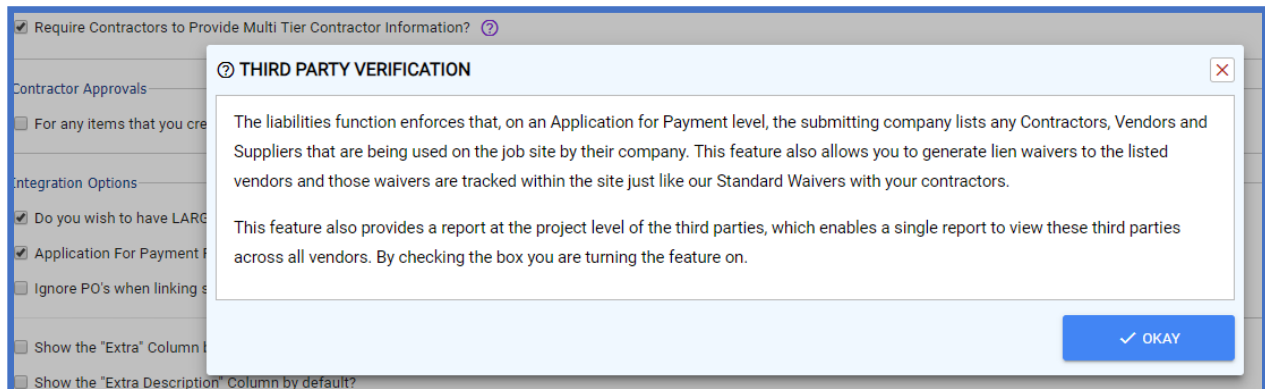 Require Contractors to Provide Multi Tier Contractor Information?
THIRD PARTY VERIFICATION
Contractor Approvals
For any items that you cre
The liabilities function enforces that, on an Application for Payment level, the submitting company lists any Contractors, Vendors and
Suppliers that are being used on the job site by their company. This feature also allows you to generate lien waivers to the listed
vendors and those waivers are tracked within the site just like our Standard Waivers with your contractors.
Integration Options
Do you wish to have LARG
This feature also provides a report at the project level of the third parties, which enables a single report to view these third parties
across all vendors. By checking the box you are turning the feature on.
Application For Payment
Ignore PO's when linking s
OKAY
Show the "Extra" Column
Show the "Extra Description" Column by default?